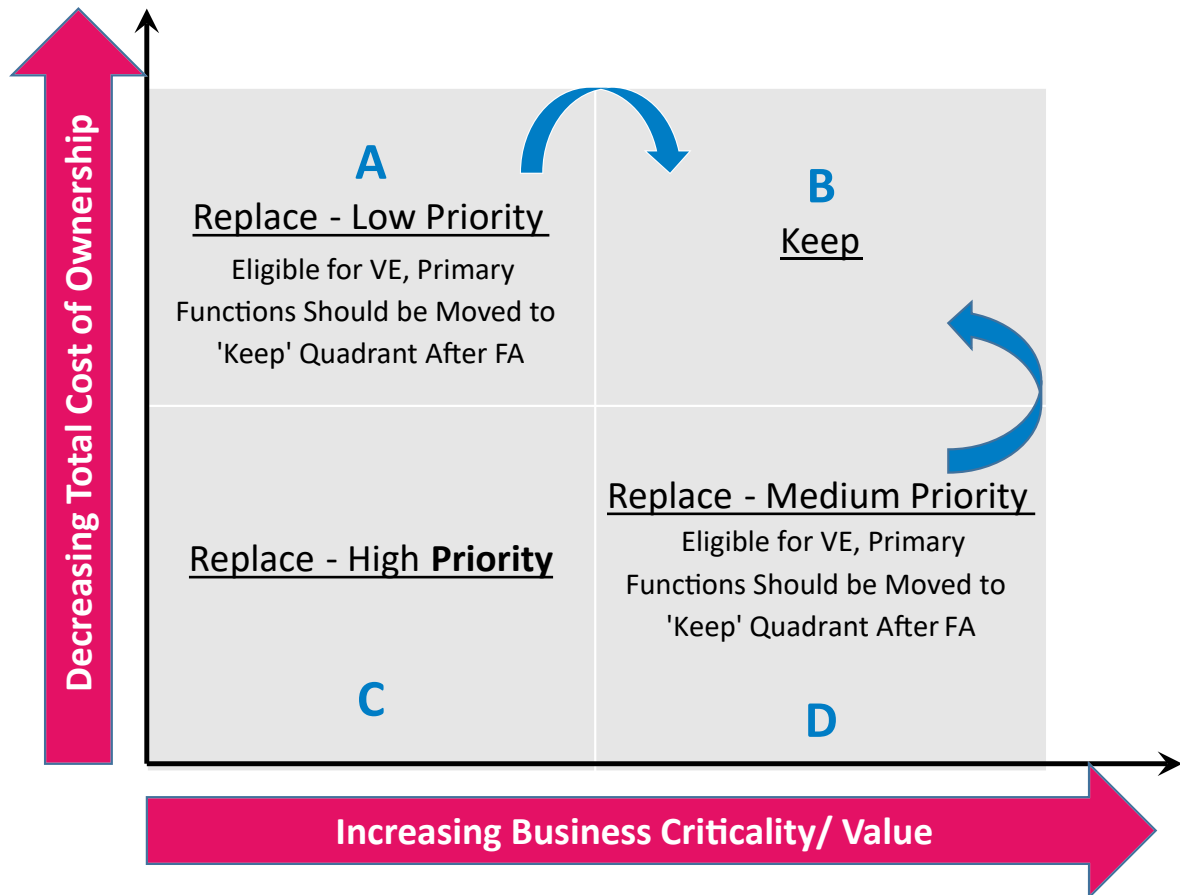 Decreasing Total Cost of Ownership
A
Replace - Low Priority
Eligible for VE, Primary
Functions Should be Moved to
'Keep' Quadrant After FA
B
Keep
Replace - High Priority
C
Replace - Medium Priority
Eligible for VE, Primary
Functions Should be Moved to
'Keep' Quadrant After FA
D
Increasing Business Criticality/ Value